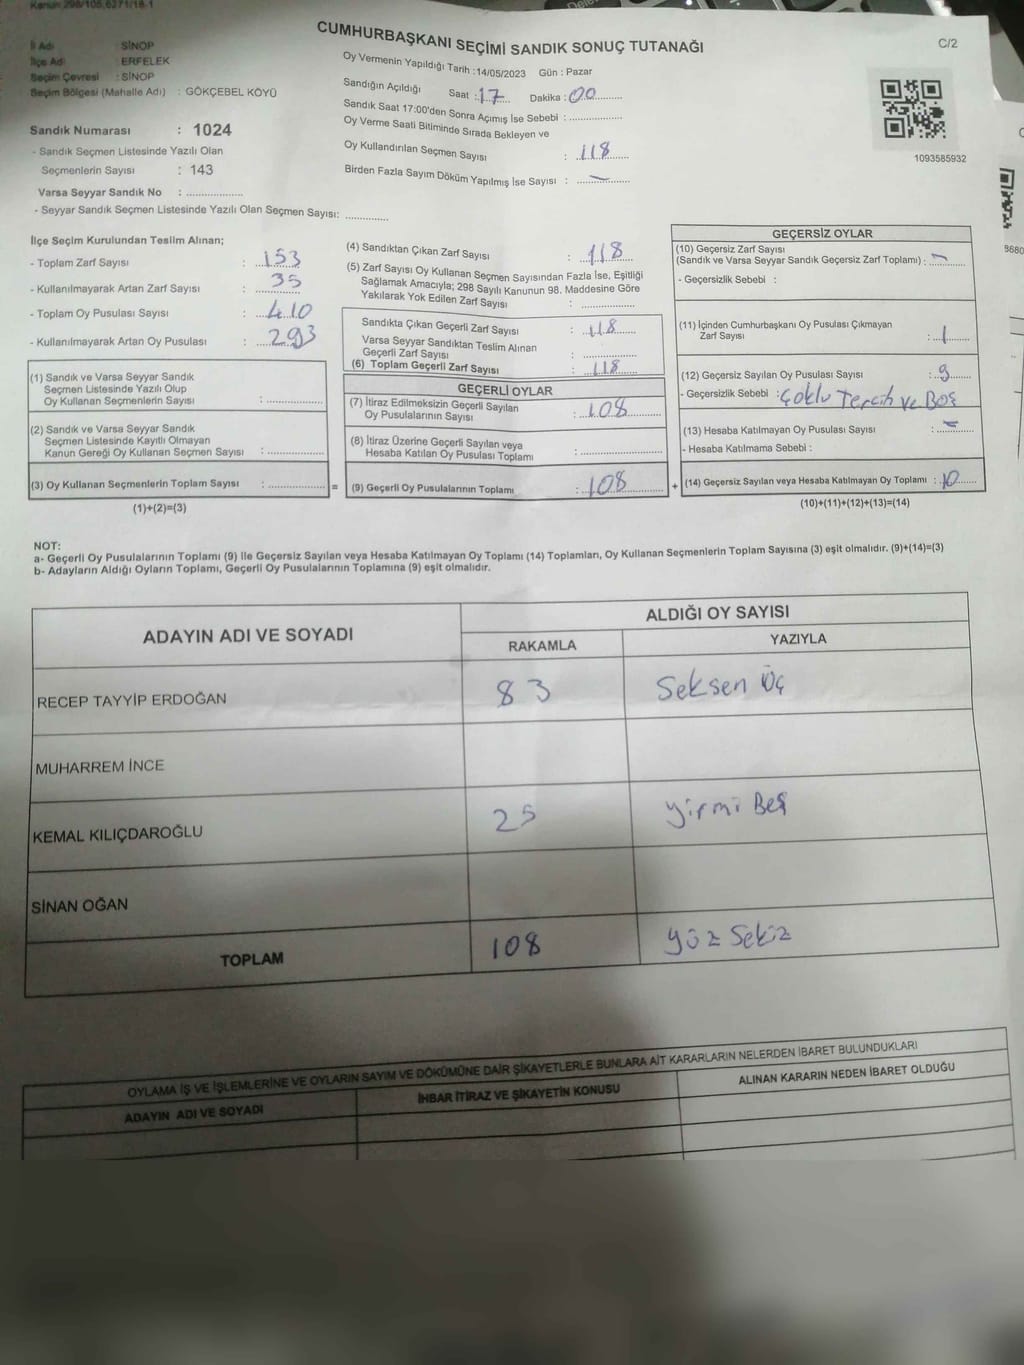 Kanun 298/105,6271/18-1
CUMHURBAŞKANI SEÇİMİ SANDIK SONUÇ TUTANAĞI
C/2
İl Adı : SİNOP
İlçe Adı : ERFELEK
Seçim Çevresi : SİNOP
Seçim Bölgesi (Mahalle Adı) : GÖKÇEBEL KÖYÜ
Sandık Numarası : 1024
- Sandık Seçmen Listesinde Yazılı Olan
Seçmenlerin Sayısı : 143
Varsa Seyyar Sandık No : ..................
- Seyyar Sandık Seçmen Listesinde Yazılı Olan Seçmen Sayısı: .............
Oy Vermenin Yapıldığı Tarih : 14/05/2023 Gün : Pazar
Sandığın Açıldığı Saat : 17 Dakika : 00
Sandık Saat 17:00'den Sonra Açımış İse Sebebi : ..................
Oy Verme Saati Bitiminde Sırada Bekleyen ve
Oy Kullandırılan Seçmen Sayısı : 118
Birden Fazla Sayım Döküm Yapılmış İse Sayısı : —
1093585932
İlçe Seçim Kurulundan Teslim Alınan;
- Toplam Zarf Sayısı : 153
- Kullanılmayarak Artan Zarf Sayısı : 35
- Toplam Oy Pusulası Sayısı : 410
- Kullanılmayarak Artan Oy Pusulası : 293
(1) Sandık ve Varsa Seyyar Sandık
Seçmen Listesinde Yazılı Olup
Oy Kullanan Seçmenlerin Sayısı : ..................
(2) Sandık ve Varsa Seyyar Sandık
Seçmen Listesinde Kayıtlı Olmayan
Kanun Gereği Oy Kullanan Seçmen Sayısı : ..................
(3) Oy Kullanan Seçmenlerin Toplam Sayısı : .................. =
(1)+(2)=(3)
(4) Sandıktan Çıkan Zarf Sayısı : 118
(5) Zarf Sayısı Oy Kullanan Seçmen Sayısından Fazla İse, Eşitliği
Sağlamak Amacıyla; 298 Sayılı Kanunun 98. Maddesine Göre
Yakılarak Yok Edilen Zarf Sayısı : ..................
Sandıkta Çıkan Geçerli Zarf Sayısı : 118
Varsa Seyyar Sandıktan Teslim Alınan
Geçerli Zarf Sayısı : ..................
(6) Toplam Geçerli Zarf Sayısı : 118
GEÇERLİ OYLAR
(7) İtiraz Edilmeksizin Geçerli Sayılan
Oy Pusulalarının Sayısı : 108
(8) İtiraz Üzerine Geçerli Sayılan veya
Hesaba Katılan Oy Pusulası Toplamı : ..................
(9) Geçerli Oy Pusulalarının Toplamı : 108 +
GEÇERSİZ OYLAR
(10) Geçersiz Zarf Sayısı
(Sandık ve Varsa Seyyar Sandık Geçersiz Zarf Toplamı) : —
- Geçersizlik Sebebi :
(11) İçinden Cumhurbaşkanı Oy Pusulası Çıkmayan
Zarf Sayısı : 1
(12) Geçersiz Sayılan Oy Pusulası Sayısı : 9
- Geçersizlik Sebebi : Çoklu Tercih ve Boş
(13) Hesaba Katılmayan Oy Pusulası Sayısı : —
- Hesaba Katılmama Sebebi :
(14) Geçersiz Sayılan veya Hesaba Katılmayan Oy Toplamı : 10
(10)+(11)+(12)+(13)=(14)
NOT:
a- Geçerli Oy Pusulalarının Toplamı (9) ile Geçersiz Sayılan veya Hesaba Katılmayan Oy Toplamı (14) Toplamları, Oy Kullanan Seçmenlerin Toplam Sayısına (3) eşit olmalıdır. (9)+(14)=(3)
b- Adayların Aldığı Oyların Toplamı, Geçerli Oy Pusulalarının Toplamına (9) eşit olmalıdır.
ADAYIN ADI VE SOYADI
ALDIĞI OY SAYISI
RAKAMLA YAZIYLA
RECEP TAYYİP ERDOĞAN 83 Seksen Üç
MUHARREM İNCE
KEMAL KILIÇDAROĞLU 25 Yirmi Beş
SİNAN OĞAN
TOPLAM 108 Yüz Sekiz
OYLAMA İŞ VE İŞLEMLERİNE VE OYLARIN SAYIM VE DÖKÜMÜNE DAİR ŞİKAYETLERLE BUNLARA AİT KARARLARIN NELERDEN İBARET BULUNDUKLARI
ADAYIN ADI VE SOYADI İHBAR İTİRAZ VE ŞİKAYETİN KONUSU ALINAN KARARIN NEDEN İBARET OLDUĞU